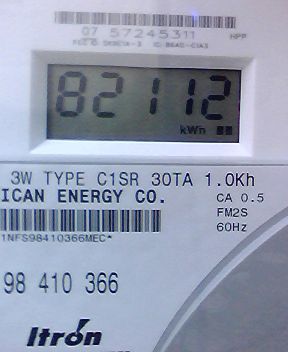 07 57245311 HPP
82112
kWh
3W TYPE C1SR 30TA 1.0Kh
ICAN ENERGY CO. CA 0.5
FM2S
60Hz
1NFS98410366MEC*
98 410 366
Itron